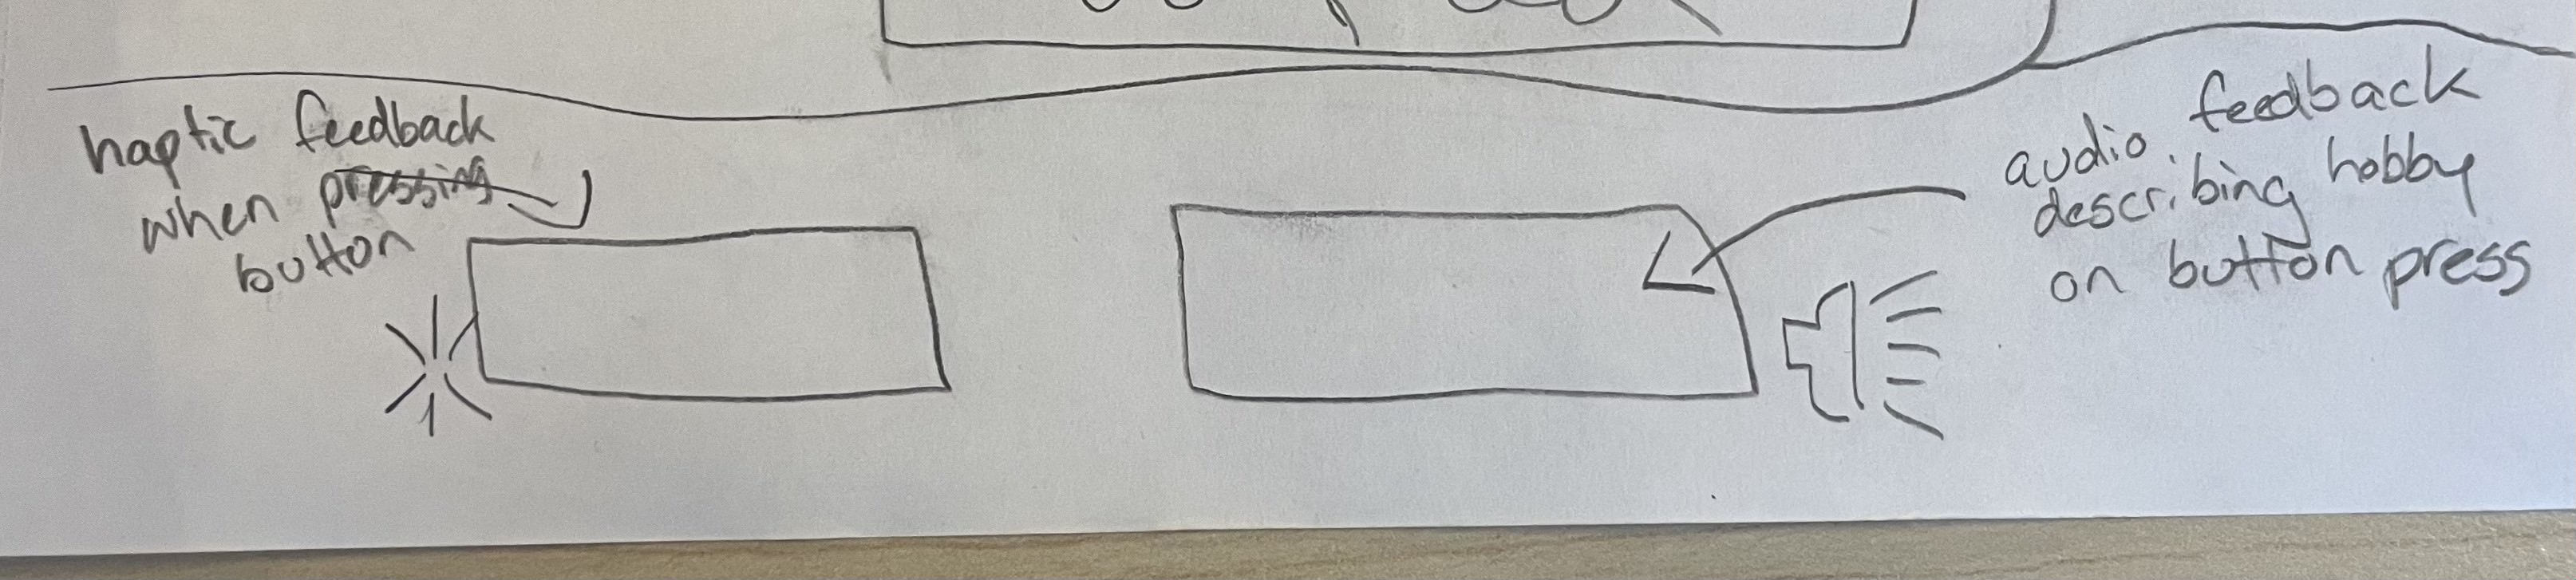 haptic feedback
when pressing
button
audio feedback
describing hobby
on button press